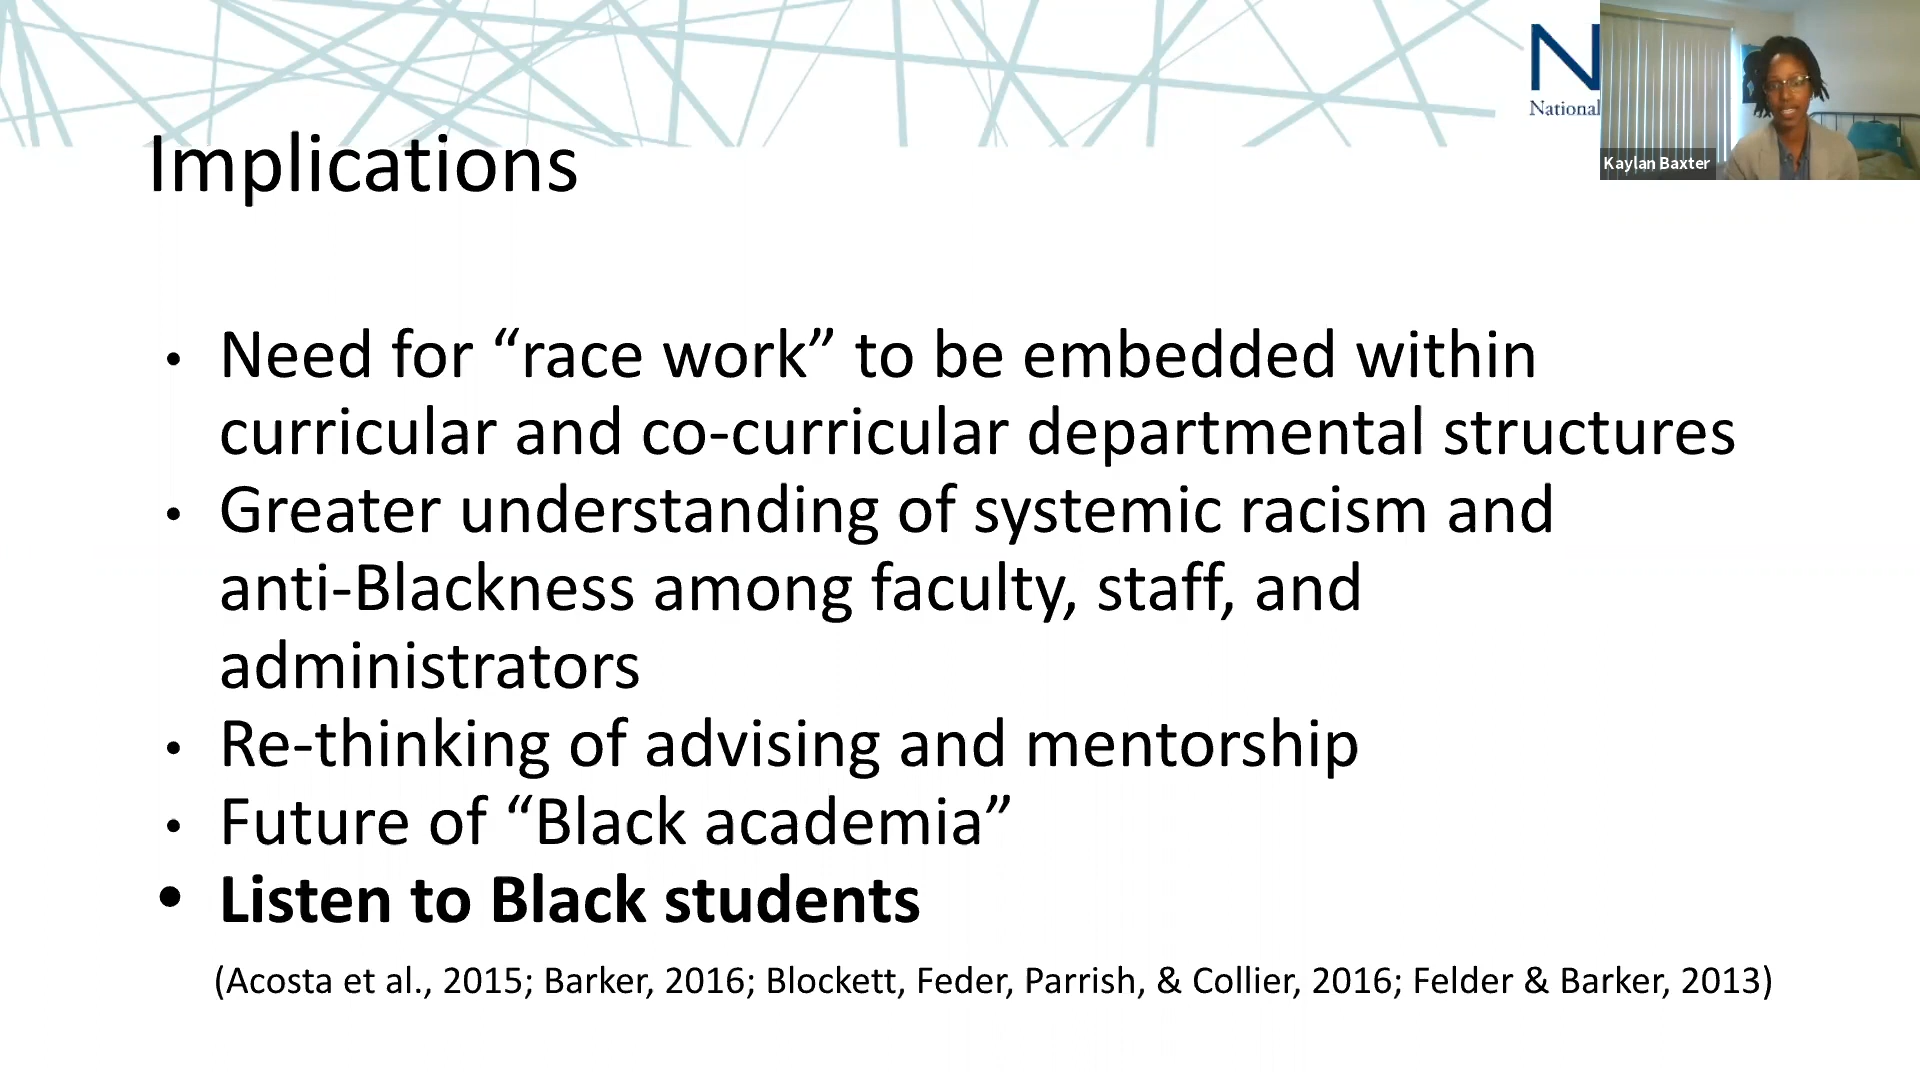 N
National
Kaylan Baxter
Implications
• Need for “race work” to be embedded within
curricular and co-curricular departmental structures
• Greater understanding of systemic racism and
anti-Blackness among faculty, staff, and
administrators
• Re-thinking of advising and mentorship
• Future of “Black academia”
• Listen to Black students
(Acosta et al., 2015; Barker, 2016; Blockett, Feder, Parrish, & Collier, 2016; Felder & Barker, 2013)